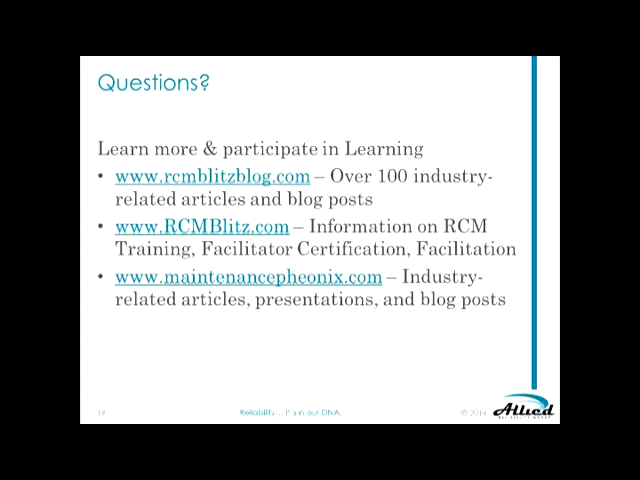 Questions?
Learn more & participate in Learning
• www.rcmblitzblog.com – Over 100 industry-
related articles and blog posts
• www.RCMBlitz.com – Information on RCM
Training, Facilitator Certification, Facilitation
• www.maintenancepheonix.com – Industry-
related articles, presentations, and blog posts
19
Reliability... it's in our DNA.
© 2014
Allied